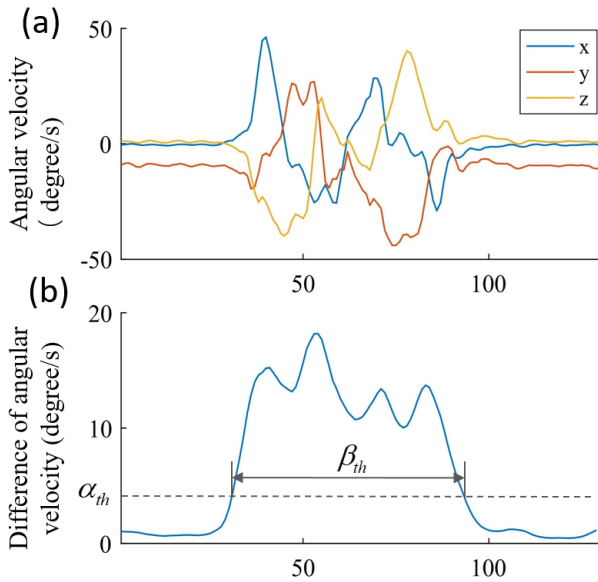 (a)
Angular velocity
( degree/s)
50
0
-50
x
y
z
50
100
(b)
Difference of angular
velocity (degree/s)
20
10
0
α_th
β_th
50
100